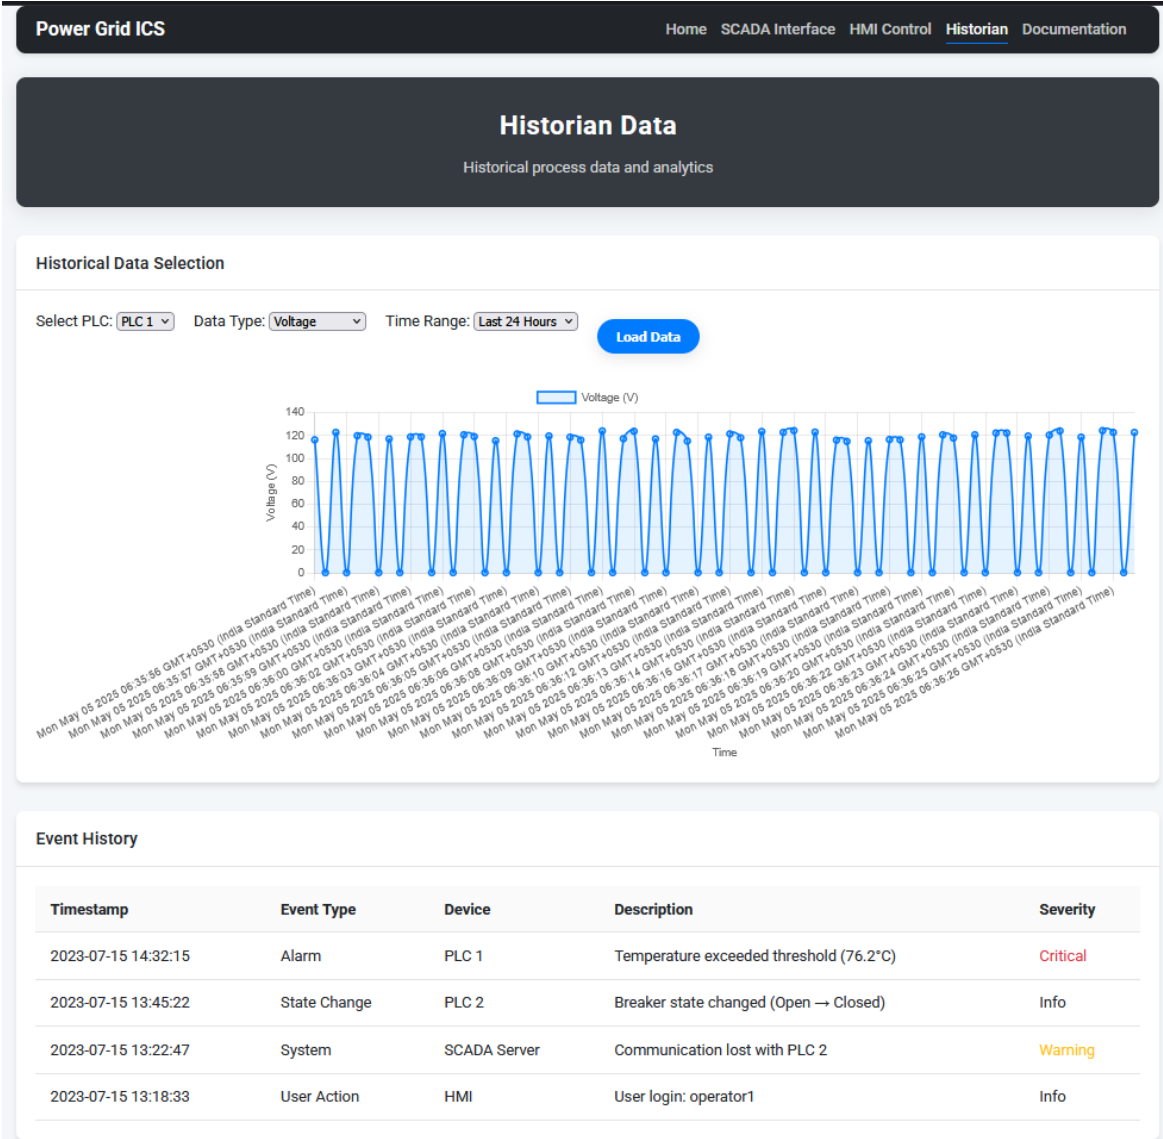 Power Grid ICS
Home SCADA Interface HMI Control Historian Documentation
Historian Data
Historical process data and analytics
Historical Data Selection
Select PLC: PLC 1 Data Type: Voltage Time Range: Last 24 Hours Load Data
Voltage (V)
140
120
100
80
60
40
20
0
Voltage (V)
Mon May 05 2025 06:35:56 GMT+0530 (India Standard Time)
Mon May 05 2025 06:35:57 GMT+0530 (India Standard Time)
Mon May 05 2025 06:35:58 GMT+0530 (India Standard Time)
Mon May 05 2025 06:35:59 GMT+0530 (India Standard Time)
Mon May 05 2025 06:36:00 GMT+0530 (India Standard Time)
Mon May 05 2025 06:36:02 GMT+0530 (India Standard Time)
Mon May 05 2025 06:36:03 GMT+0530 (India Standard Time)
Mon May 05 2025 06:36:04 GMT+0530 (India Standard Time)
Mon May 05 2025 06:36:05 GMT+0530 (India Standard Time)
Mon May 05 2025 06:36:06 GMT+0530 (India Standard Time)
Mon May 05 2025 06:36:08 GMT+0530 (India Standard Time)
Mon May 05 2025 06:36:09 GMT+0530 (India Standard Time)
Mon May 05 2025 06:36:10 GMT+0530 (India Standard Time)
Mon May 05 2025 06:36:12 GMT+0530 (India Standard Time)
Mon May 05 2025 06:36:13 GMT+0530 (India Standard Time)
Mon May 05 2025 06:36:14 GMT+0530 (India Standard Time)
Mon May 05 2025 06:36:16 GMT+0530 (India Standard Time)
Mon May 05 2025 06:36:17 GMT+0530 (India Standard Time)
Mon May 05 2025 06:36:18 GMT+0530 (India Standard Time)
Mon May 05 2025 06:36:19 GMT+0530 (India Standard Time)
Mon May 05 2025 06:36:20 GMT+0530 (India Standard Time)
Mon May 05 2025 06:36:22 GMT+0530 (India Standard Time)
Mon May 05 2025 06:36:23 GMT+0530 (India Standard Time)
Mon May 05 2025 06:36:24 GMT+0530 (India Standard Time)
Mon May 05 2025 06:36:25 GMT+0530 (India Standard Time)
Mon May 05 2025 06:36:26 GMT+0530 (India Standard Time)
Time
Event History
Timestamp Event Type Device Description Severity
2023-07-15 14:32:15 Alarm PLC 1 Temperature exceeded threshold (76.2°C) Critical
2023-07-15 13:45:22 State Change PLC 2 Breaker state changed (Open → Closed) Info
2023-07-15 13:22:47 System SCADA Server Communication lost with PLC 2 Warning
2023-07-15 13:18:33 User Action HMI User login: operator1 Info